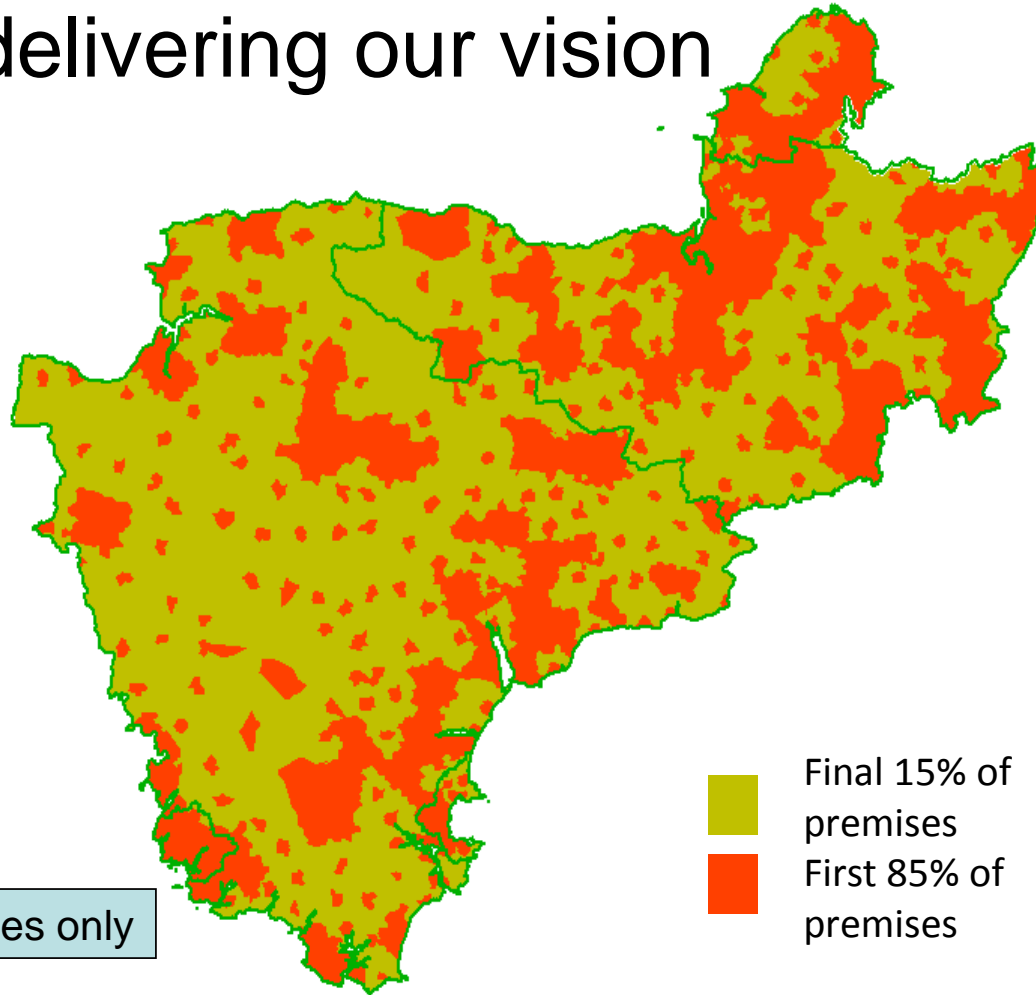 delivering our vision
Final 15% of
premises
First 85% of
premises
es only